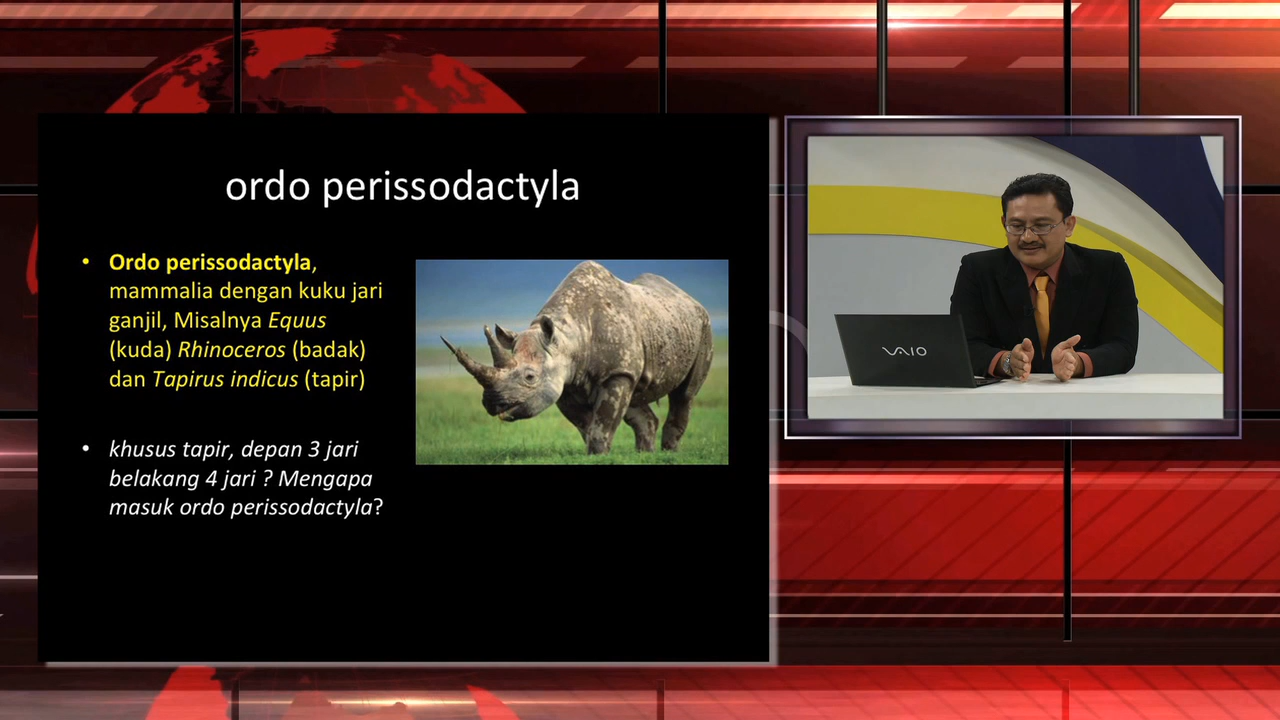 ordo perissodactyla
• Ordo perissodactyla,
mammalia dengan kuku jari
ganjil, Misalnya Equus
(kuda) Rhinoceros (badak)
dan Tapirus indicus (tapir)
• khusus tapir, depan 3 jari
belakang 4 jari ? Mengapa
masuk ordo perissodactyla?
VAIO